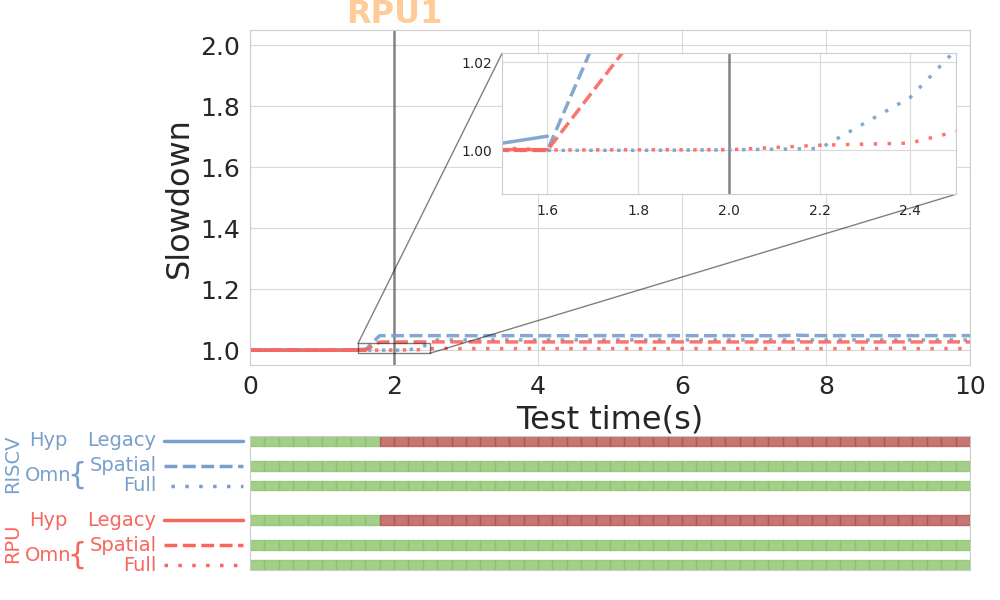 RPU1
Slowdown
2.0
1.8
1.6
1.4
1.2
1.0
1.02
1.00
1.6 1.8 2.0 2.2 2.4
0 2 4 6 8 10
Test time(s)
RISCV
Hyp Legacy
Omn{ Spatial
Full
RPU
Hyp Legacy
Omn{ Spatial
Full